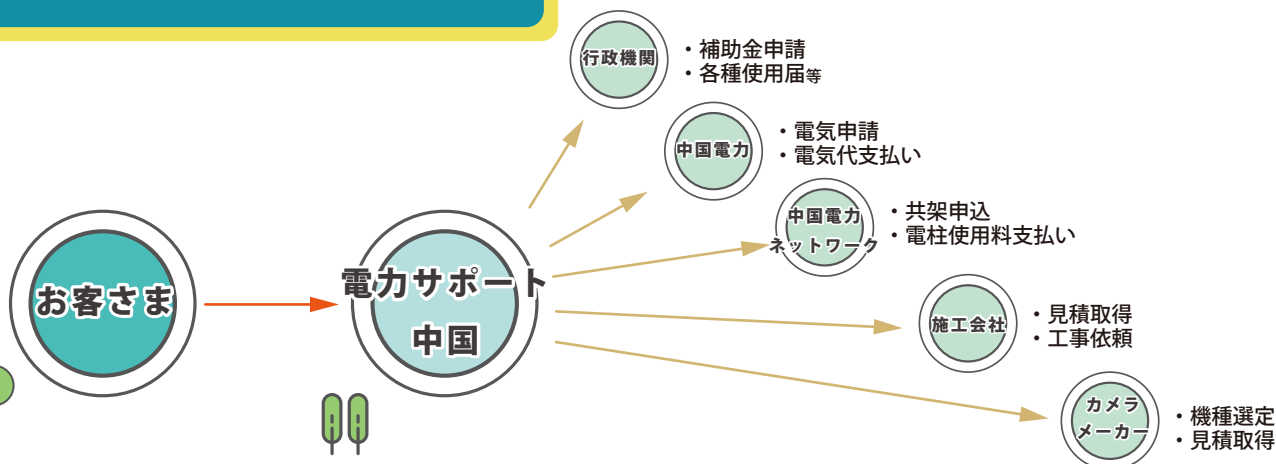 行政機関
・補助金申請
・各種使用届等
中国電力
・電気申請
・電気代支払い
中国電力
ネットワーク
・共架申込
・電柱使用料支払い
お客さま
電力サポート
中国
施工会社
・見積取得
・工事依頼
カメラ
メーカー
・機種選定
・見積取得